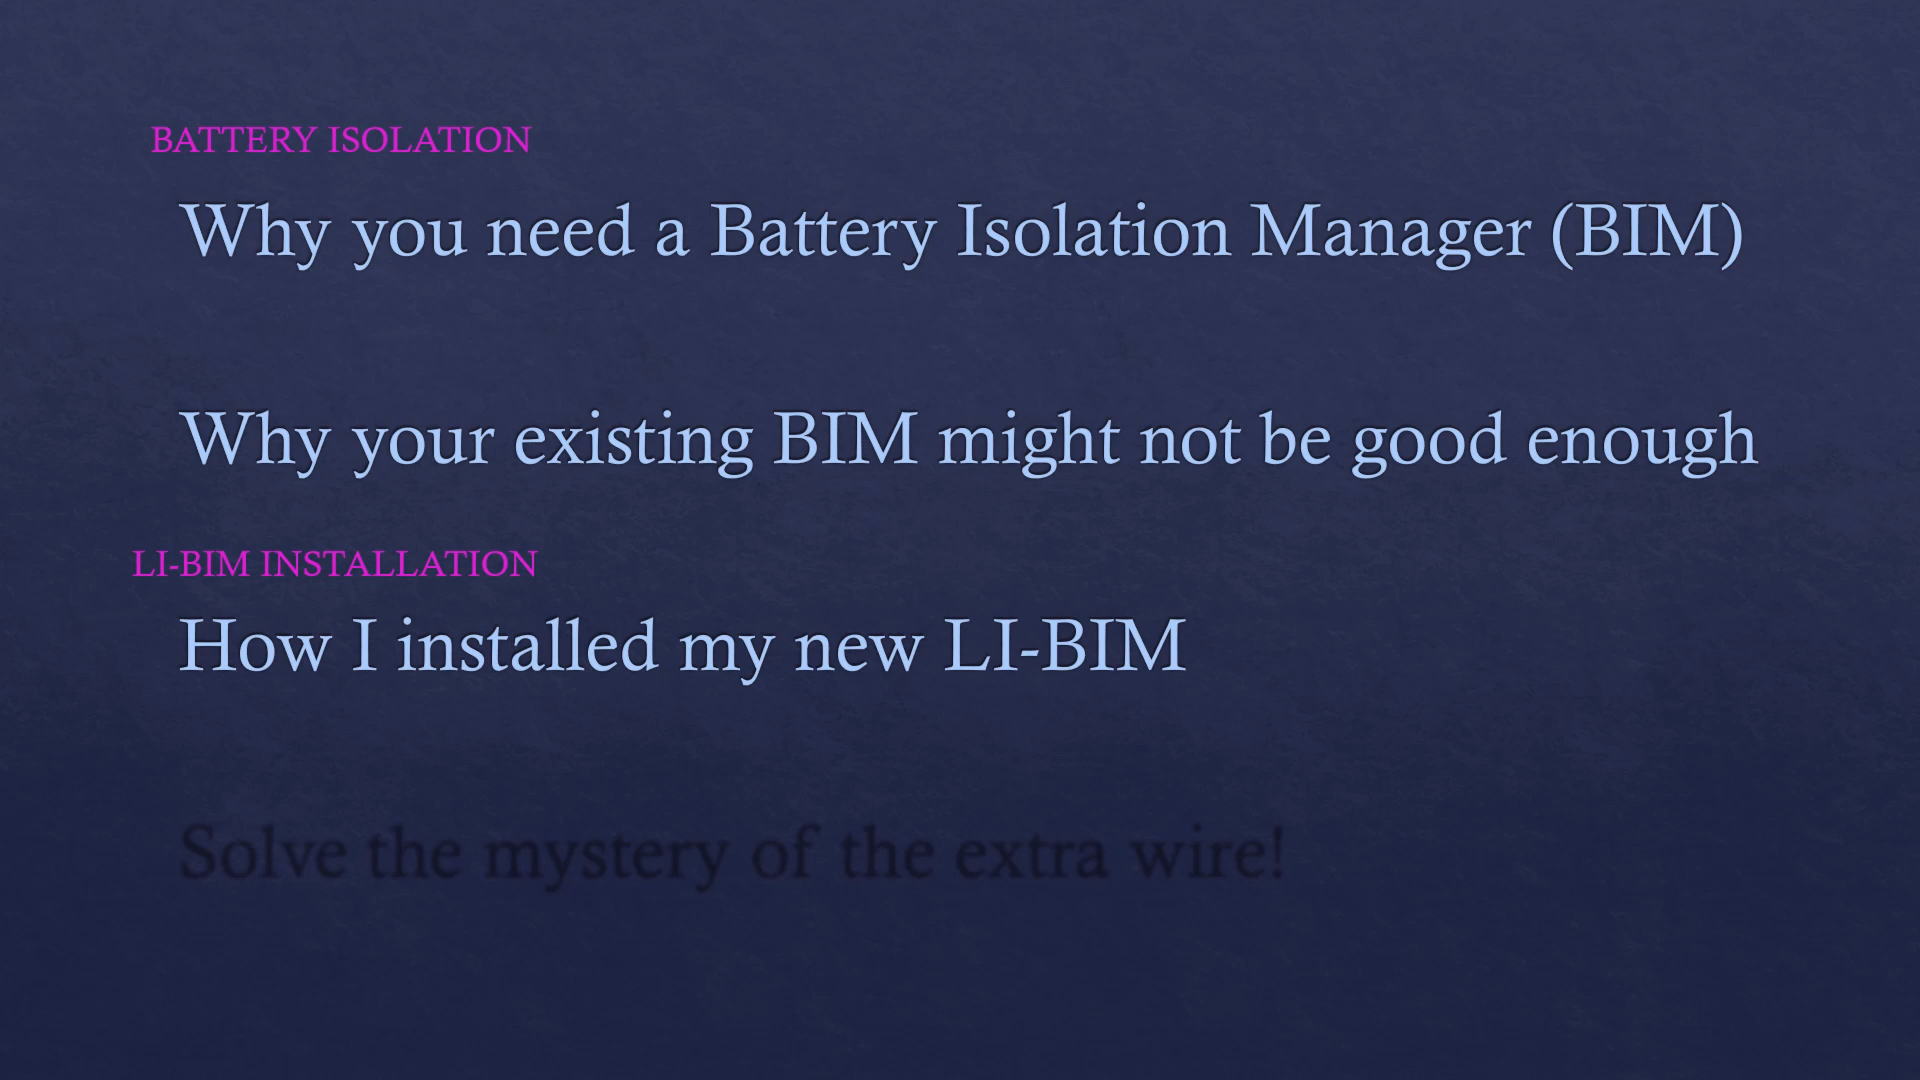 BATTERY ISOLATION
Why you need a Battery Isolation Manager (BIM)
Why your existing BIM might not be good enough
LI-BIM INSTALLATION
How I installed my new LI-BIM
Solve the mystery of the extra wire!